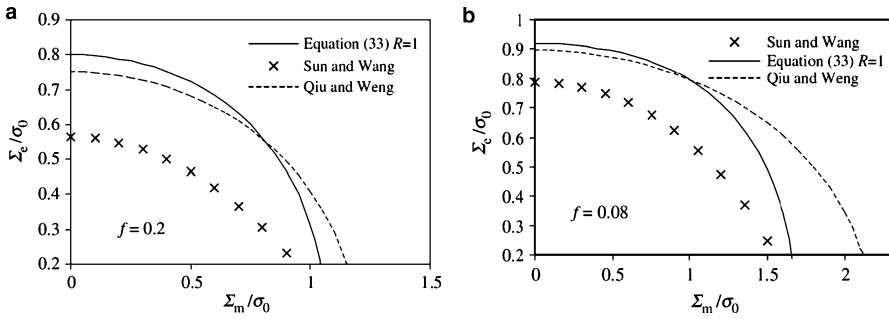 a
0.9
0.8
0.7
0.6
0.5
0.4
0.3
0.2
Σe/σ0
Equation (33) R=1
Sun and Wang
Qiu and Weng
f = 0.2
0
0.5
1
1.5
Σm/σ0
b
1
0.9
0.8
0.7
0.6
0.5
0.4
0.3
0.2
Σe/σ0
Sun and Wang
Equation (33) R=1
Qiu and Weng
f = 0.08
0
0.5
1
1.5
2
Σm/σ0